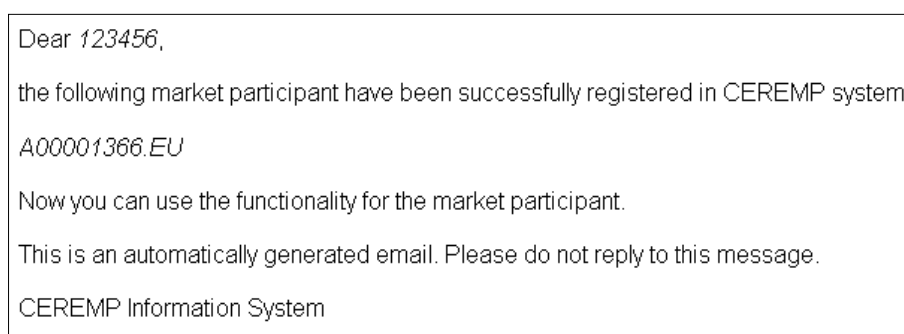 Dear 123456,
the following market participant have been successfully registered in CEREMP system
A00001366.EU
Now you can use the functionality for the market participant.
This is an automatically generated email. Please do not reply to this message.
CEREMP Information System